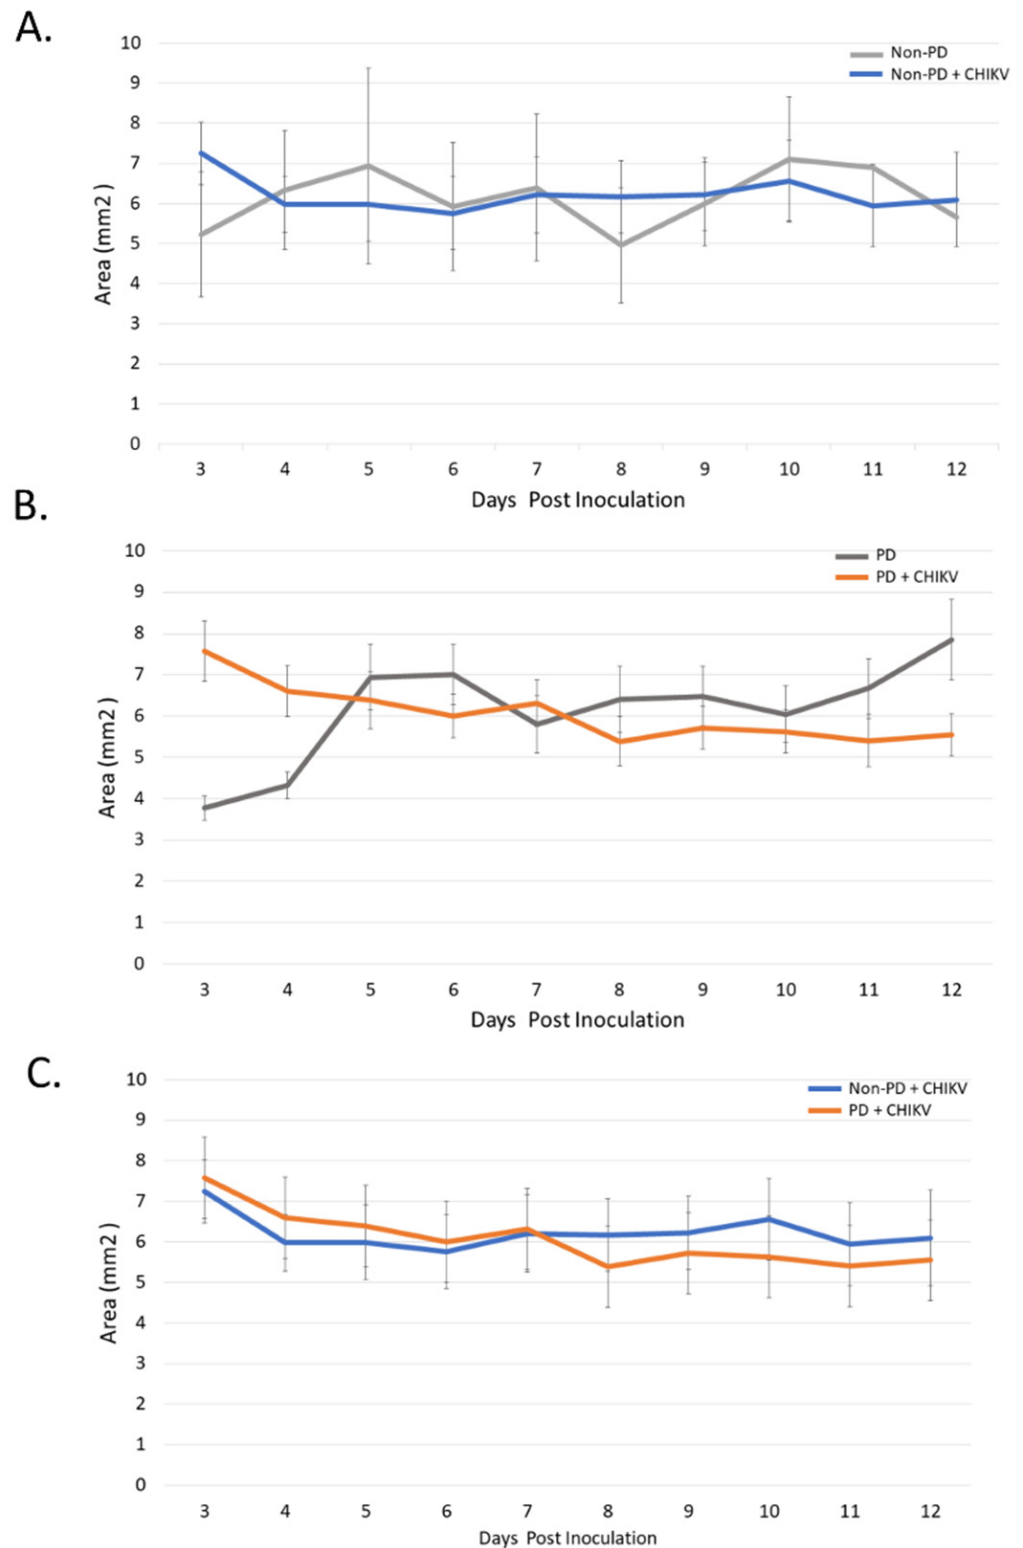 A.
Non-PD
Non-PD + CHIKV
10
9
8
7
6
5
4
3
2
1
0
Area (mm2 )
3 4 5 6 7 8 9 10 11 12
Days Post Inoculation
B.
PD
PD + CHIKV
10
9
8
7
6
5
4
3
2
1
0
Area (mm2 )
3 4 5 6 7 8 9 10 11 12
Days Post Inoculation
C.
Non-PD + CHIKV
PD + CHIKV
10
9
8
7
6
5
4
3
2
1
0
Area (mm2 )
3 4 5 6 7 8 9 10 11 12
Days Post Inoculation